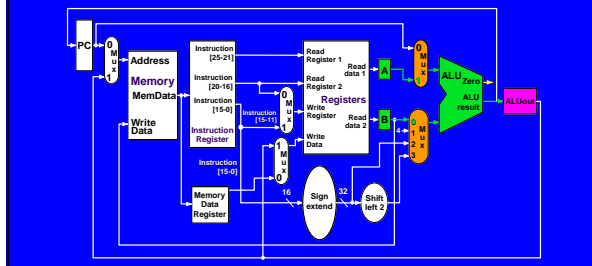 PC
0
M
u
x
1
Address
Memory
MemData
Write
Data
Instruction
[25-21]
Instruction
[20-16]
Instruction
[15-0]
Instruction
Register
Instruction
[15-11]
0
M
u
x
1
Instruction
[15-0]
1
M
u
x
0
Memory
Data
Register
Read
Register 1
Read
Register 2
Registers
Write
Register
Write
Data
Read
data 1
Read
data 2
A
B
16
Sign
extend
32
Shift
left 2
0
M
u
x
1
4
0
1
2
3
M
u
x
ALU
Zero
ALU
result
ALUout